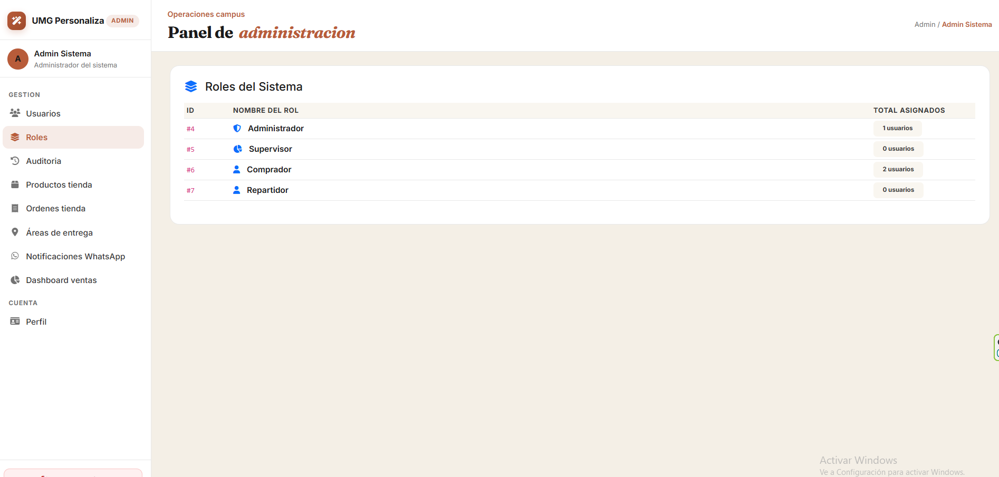 UMG Personaliza ADMIN
A
Admin Sistema
Administrador del sistema
GESTION
Usuarios
Roles
Auditoria
Productos tienda
Ordenes tienda
Áreas de entrega
Notificaciones WhatsApp
Dashboard ventas
CUENTA
Perfil
Operaciones campus
Panel de administracion
Admin / Admin Sistema
Roles del Sistema
ID NOMBRE DEL ROL TOTAL ASIGNADOS
#4 Administrador 1 usuarios
#5 Supervisor 0 usuarios
#6 Comprador 2 usuarios
#7 Repartidor 0 usuarios
Activar Windows
Ve a Configuración para activar Windows.